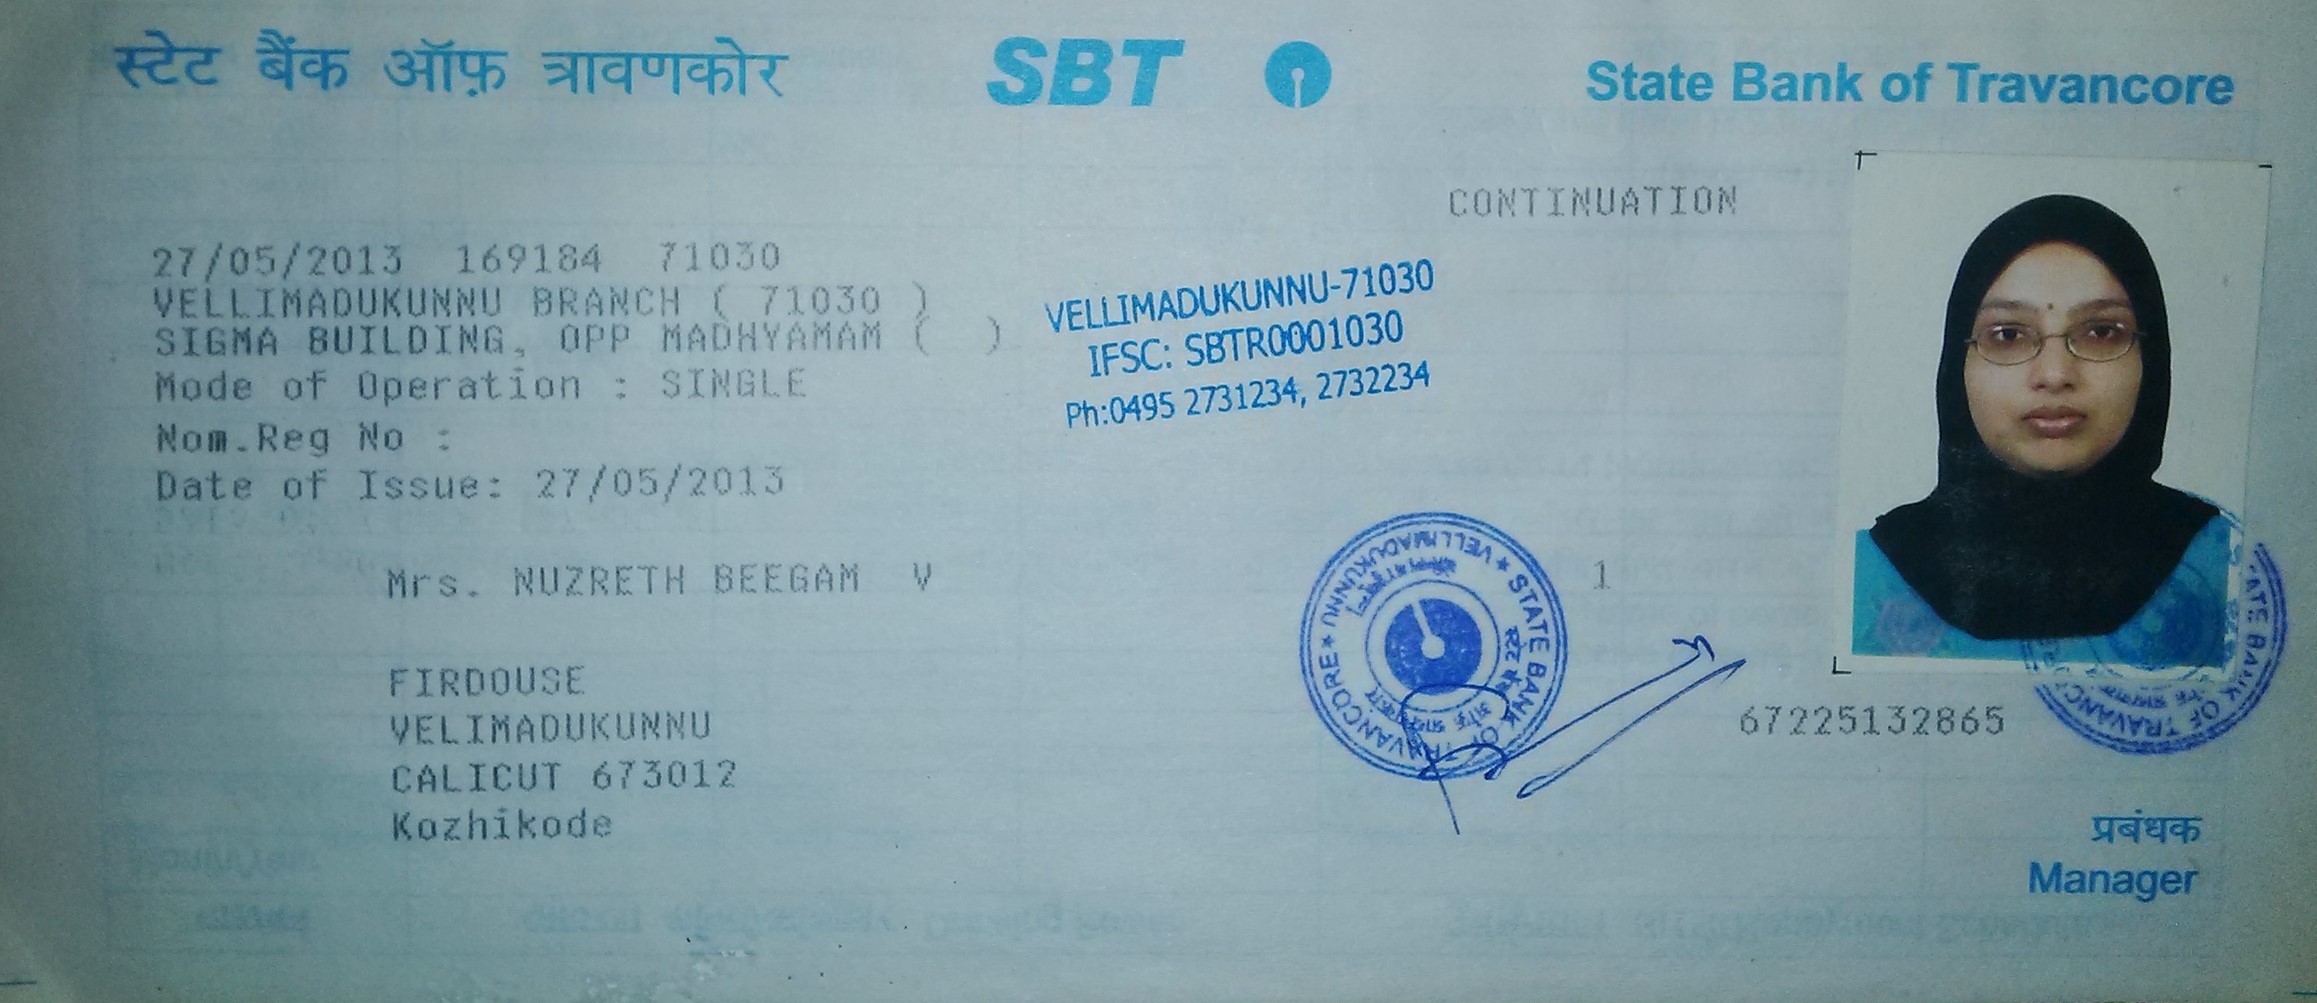 स्टेट बैंक ऑफ़ त्रावणकोर SBT State Bank of Travancore
CONTINUATION
27/05/2013 169184 71030
VELLIMADUKUNNU BRANCH ( 71030 )
SIGMA BUILDING, OPP MADHYAMAM ( )
Mode of Operation : SINGLE
Nom.Reg No :
Date of Issue: 27/05/2013
VELLIMADUKUNNU-71030
IFSC: SBTR0001030
Ph:0495 2731234, 2732234
Mrs. NUZRETH BEEGAM V
1
FIRDOUSE
VELIMADUKUNNU
CALICUT 673012
Kozhikode
STATE BANK OF TRAVANCORE ★ VELLIMADUKUNNU ★
67225132865
ATE BANK OF TRAVANC
प्रबंधक
Manager